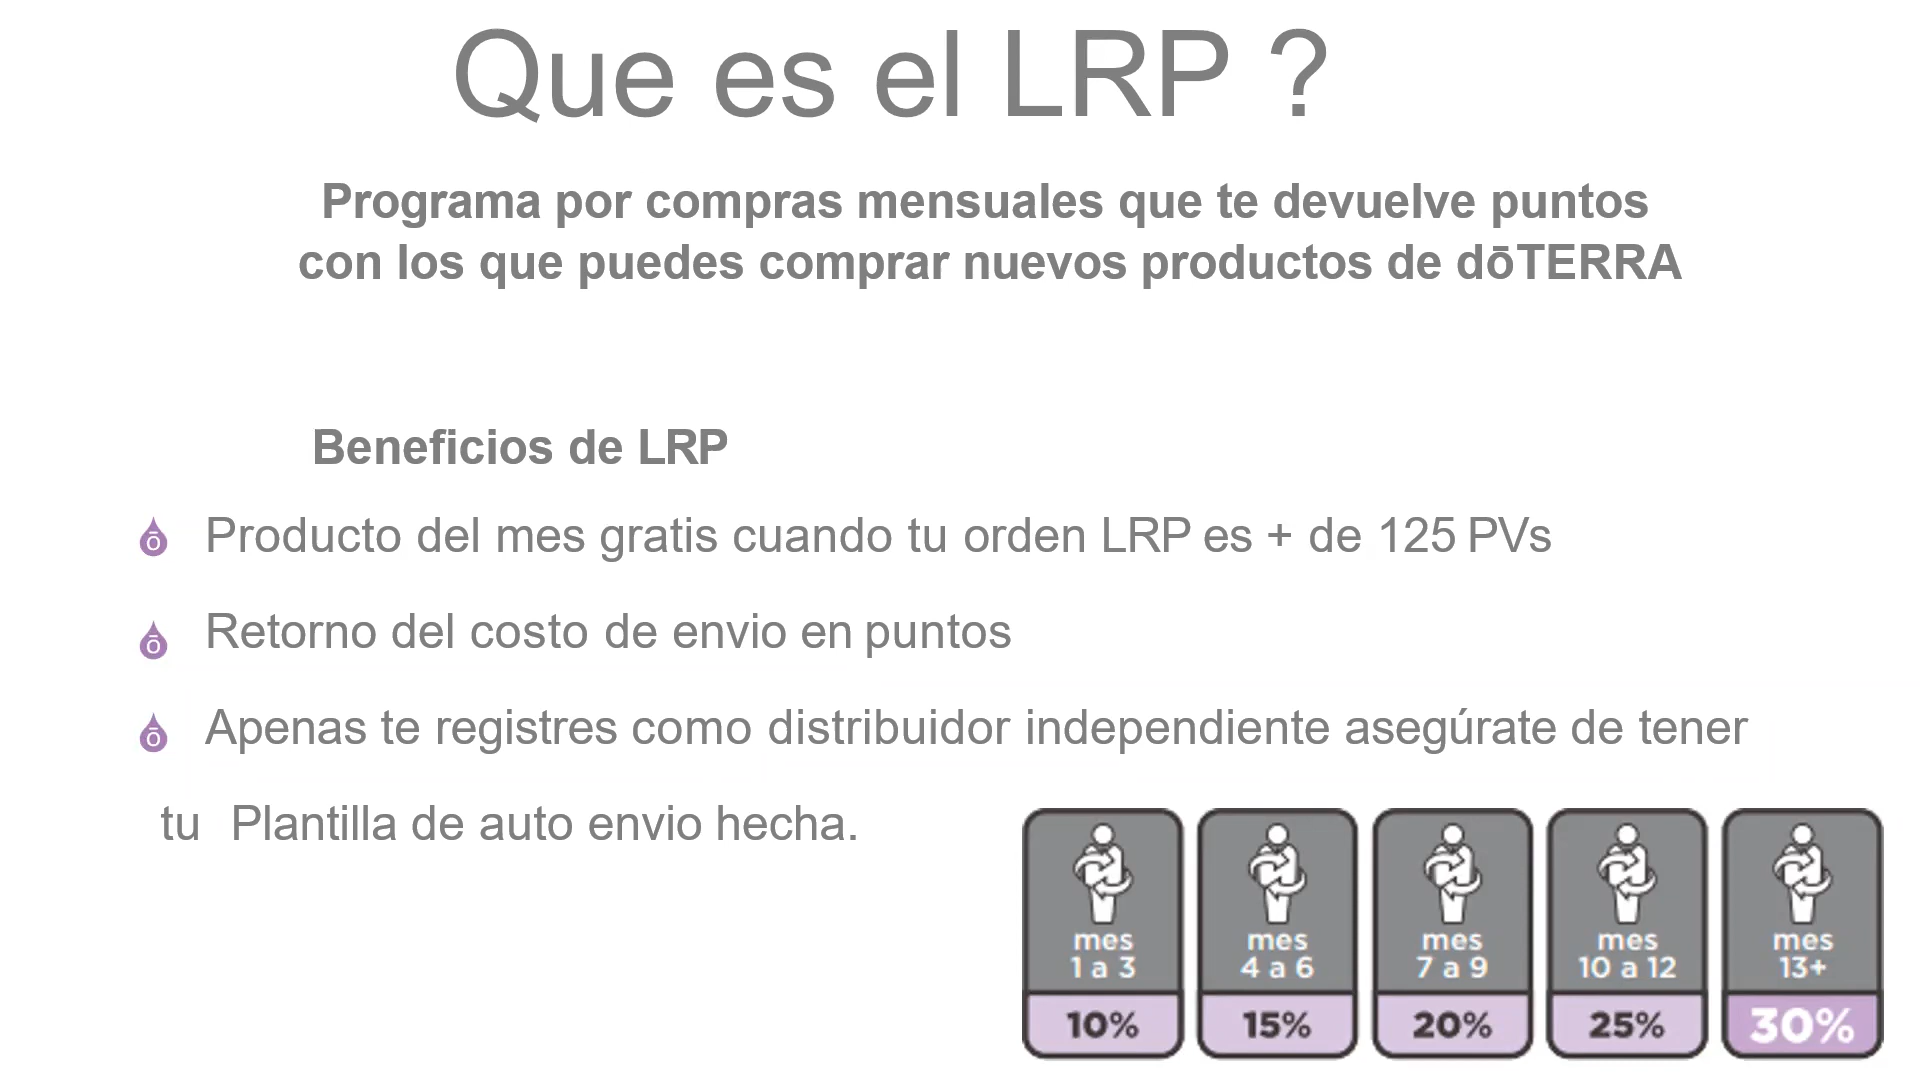 Que es el LRP ?
Programa por compras mensuales que te devuelve puntos
con los que puedes comprar nuevos productos de dōTERRA
Beneficios de LRP
ō Producto del mes gratis cuando tu orden LRP es + de 125 PVs
ō Retorno del costo de envio en puntos
ō Apenas te registres como distribuidor independiente asegúrate de tener
tu Plantilla de auto envio hecha.
mes
1 a 3
10%
mes
4 a 6
15%
mes
7 a 9
20%
mes
10 a 12
25%
mes
13+
30%